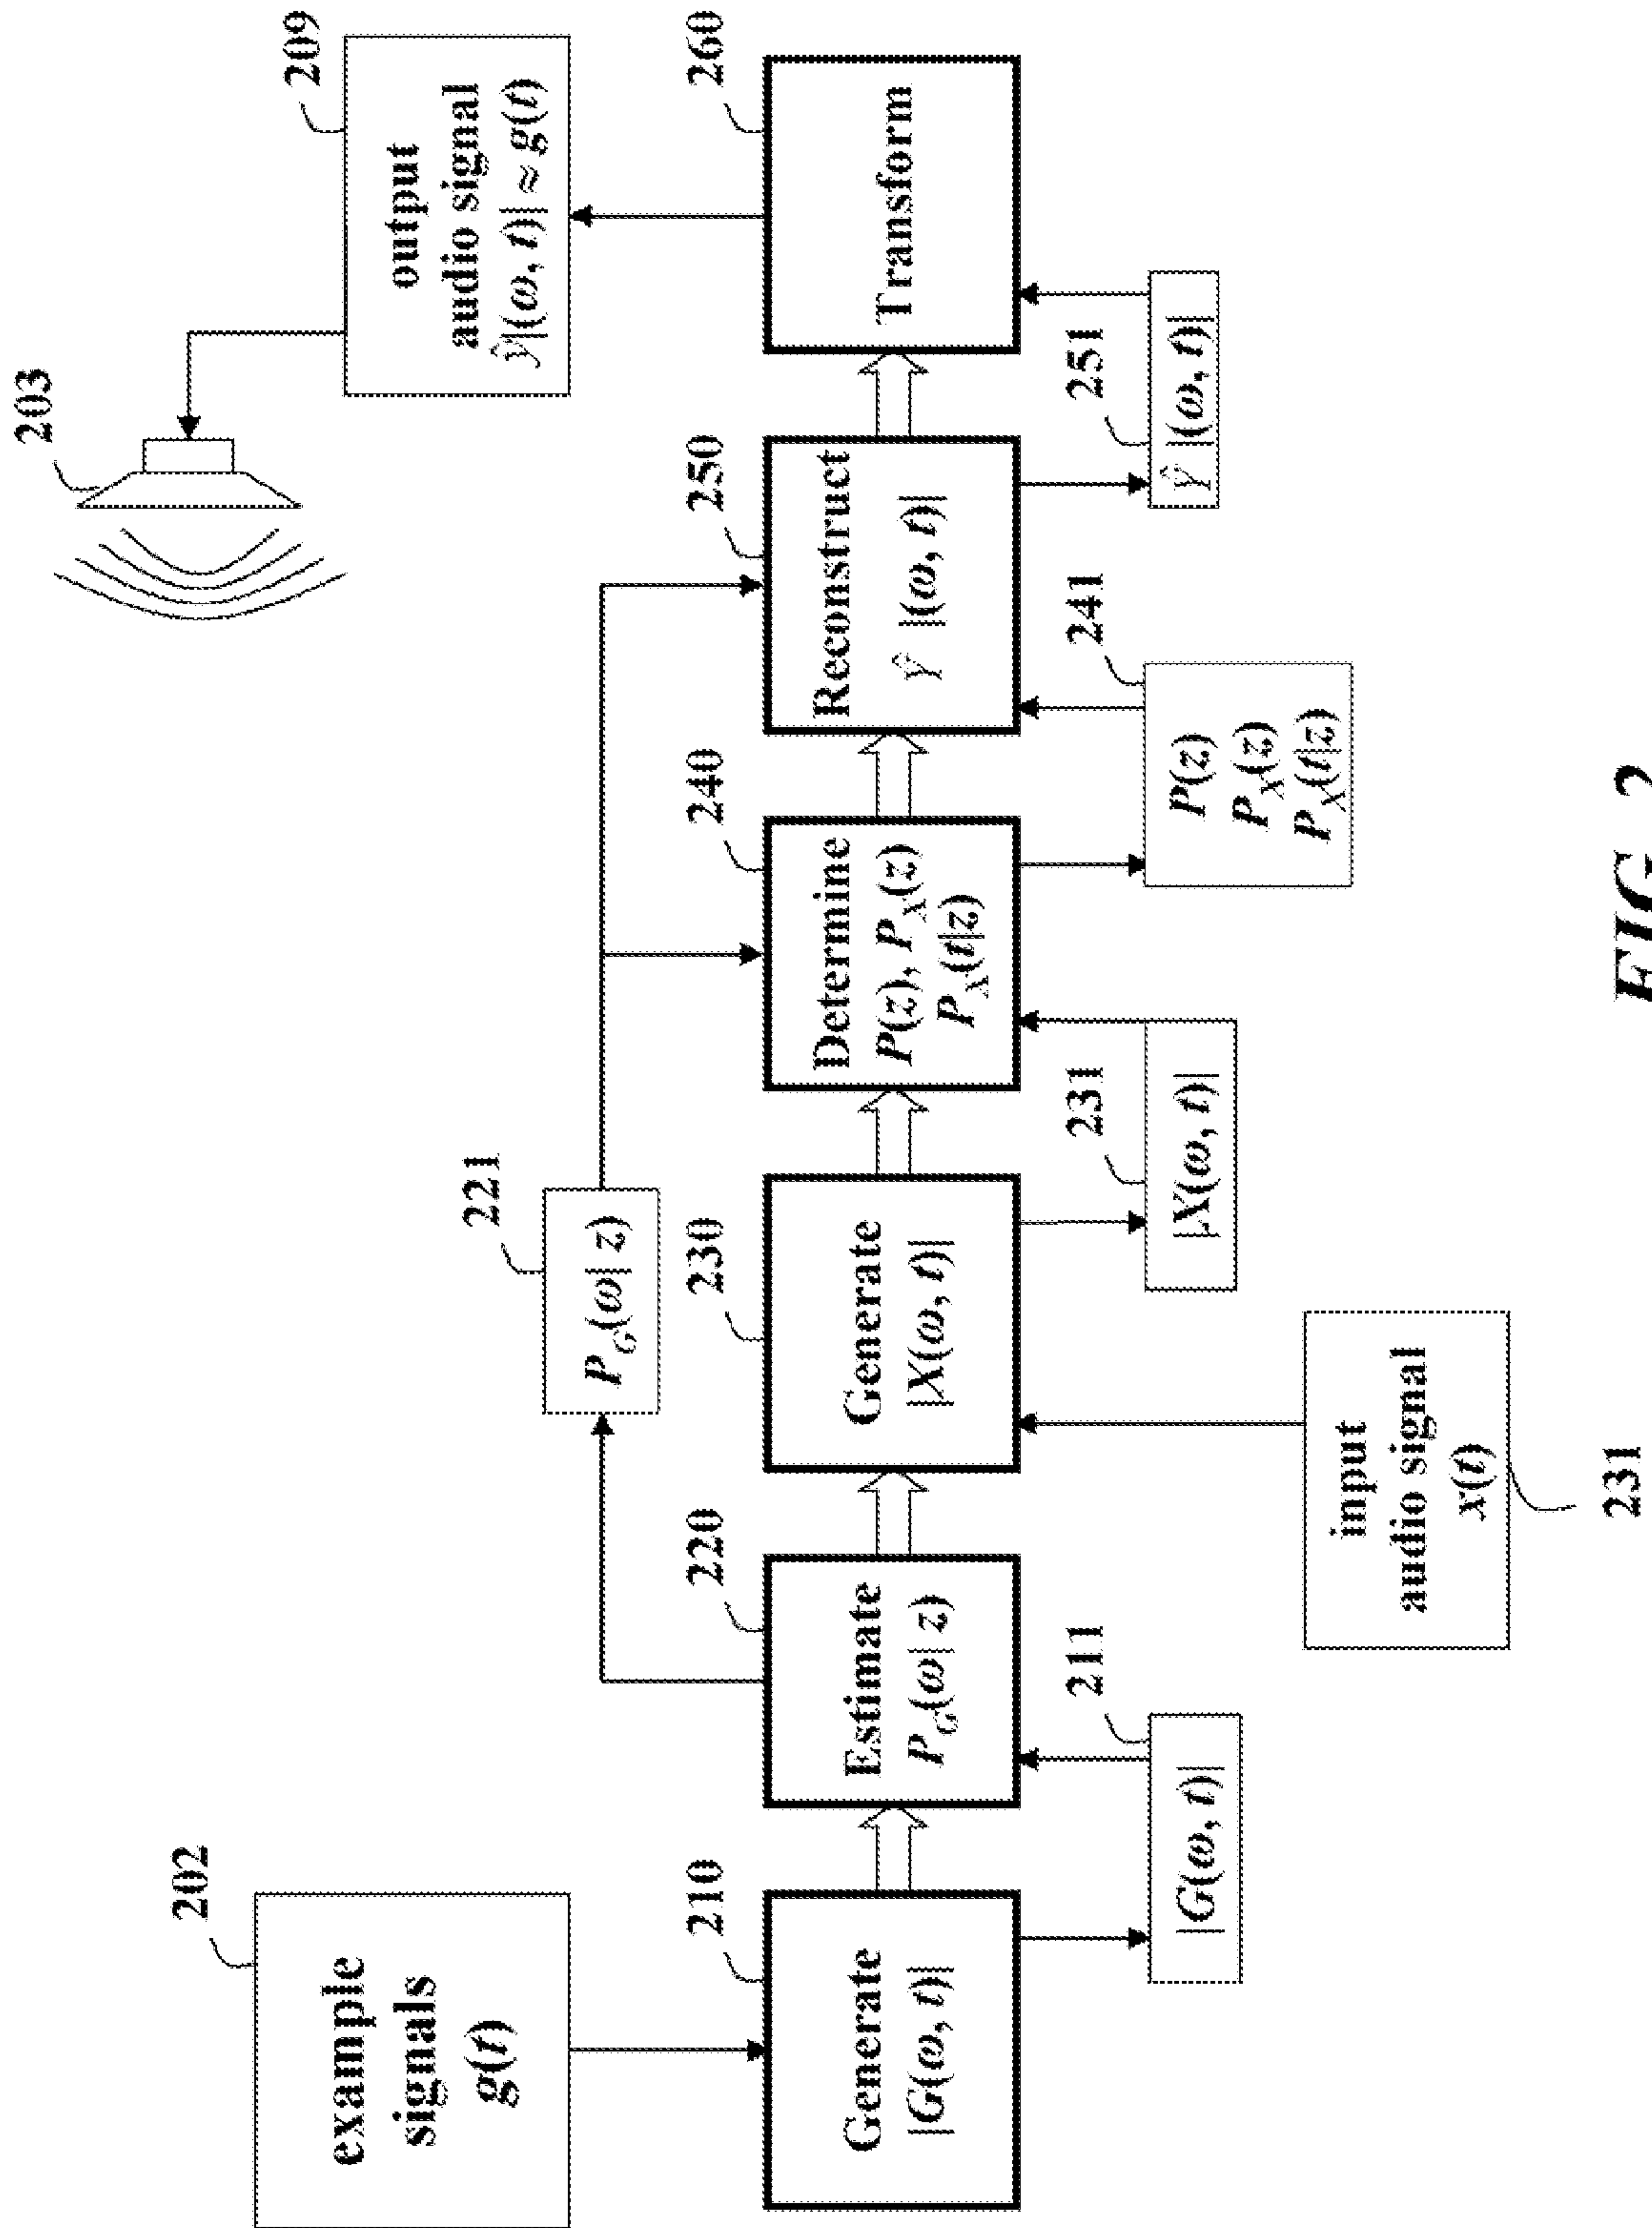 202
example
signals
g(t)
203
209
output
audio signal
ŷ|(ω, t)| ≈ g(t)
221
P_G(ω| z)
210
Generate
|G(ω, t)|
220
Estimate
P_G(ω| z)
230
Generate
|X(ω, t)|
240
Determine
P(z), P_X(z)
P_X(t|z)
250
Reconstruct
Ŷ |(ω, t)|
260
Transform
211
|G(ω, t)|
231
|X(ω, t)|
241
P(z)
P_X(z)
P_X(t|z)
251
Ŷ |(ω, t)|
input
audio signal
x(t)
231
FIG. 2